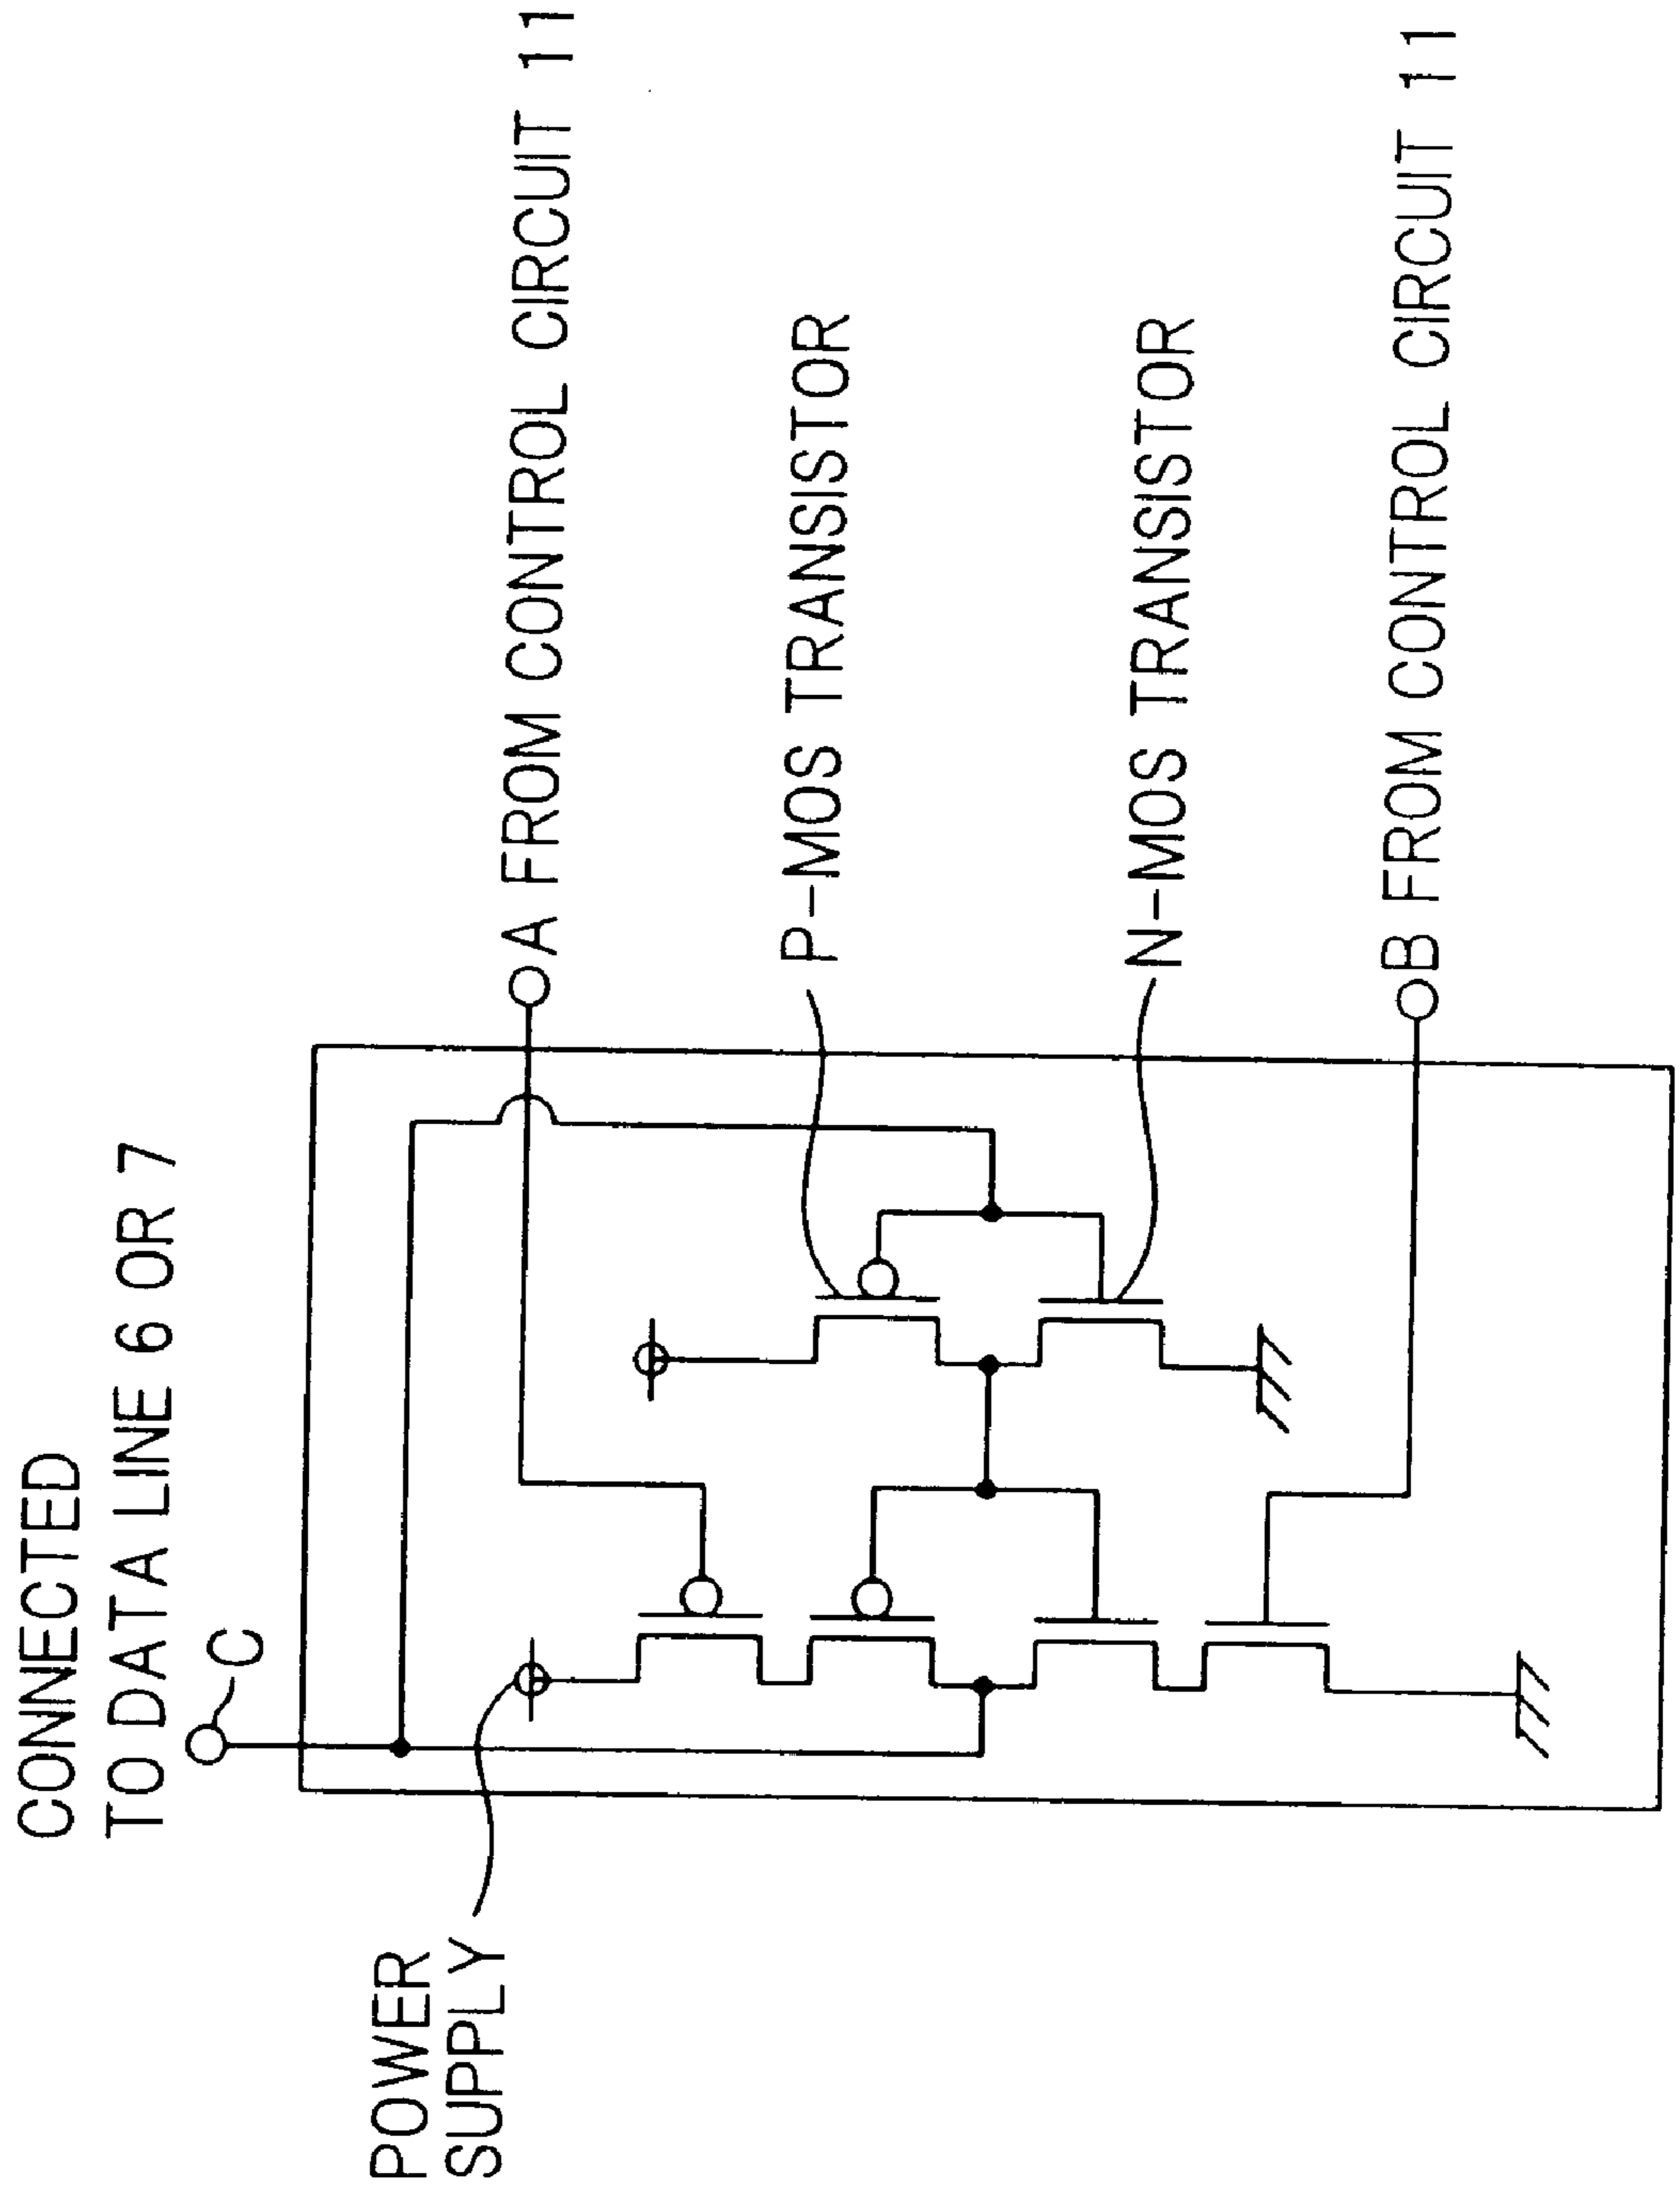 CONNECTED
TO DATA LINE 6 OR 7
C
POWER
SUPPLY
A FROM CONTROL CIRCUIT 11
P-MOS TRANSISTOR
N-MOS TRANSISTOR
B FROM CONTROL CIRCUIT 11